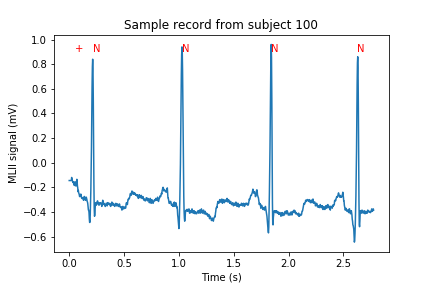 Sample record from subject 100
MLII signal (mV)
1.0
0.8
0.6
0.4
0.2
0.0
−0.2
−0.4
−0.6
+ N N N N
0.0 0.5 1.0 1.5 2.0 2.5
Time (s)